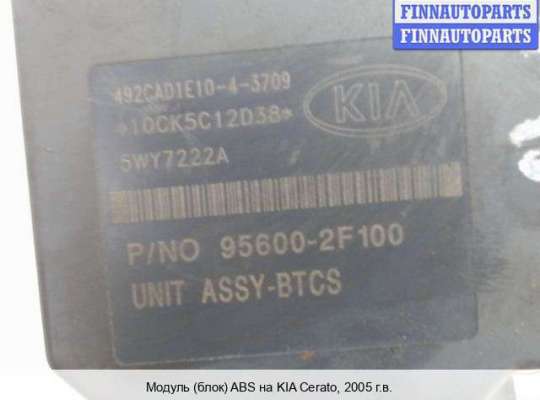 FINNAUTOPARTS
FINNAUTOPARTS
492CAD1E10-4-3709
*10CK5C12D38*
5WY7222A
KIA
P/NO 95600-2F100
UNIT ASSY-BTCS
Модуль (блок) ABS на KIA Cerato, 2005 г.в.